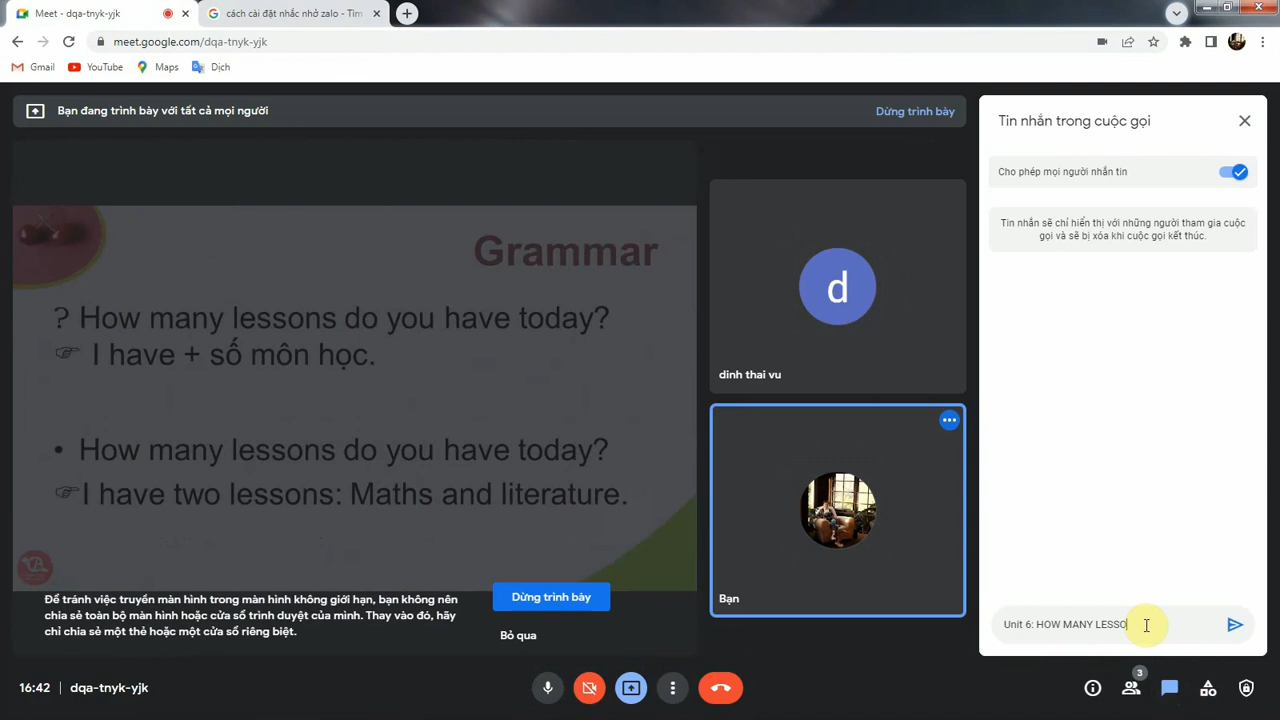 Meet - dqa-tnyk-yjk
cách cài đặt nhắc nhở zalo - Tìm
meet.google.com/dqa-tnyk-yjk
Gmail
YouTube
Maps
Dịch
Bạn đang trình bày với tất cả mọi người
Dừng trình bày
Grammar
? How many lessons do you have today?
☞ I have + số môn học.
• How many lessons do you have today?
☞I have two lessons: Maths and literature.
Để tránh việc truyền màn hình trong màn hình không giới hạn, bạn không nên
chia sẻ toàn bộ màn hình hoặc cửa sổ trình duyệt của mình. Thay vào đó, hãy
chỉ chia sẻ một thẻ hoặc một cửa sổ riêng biệt.
Dừng trình bày
Bỏ qua
d
dinh thai vu
Bạn
Tin nhắn trong cuộc gọi
Cho phép mọi người nhắn tin
Tin nhắn sẽ chỉ hiển thị với những người tham gia cuộc
gọi và sẽ bị xóa khi cuộc gọi kết thúc.
Unit 6: HOW MANY LESSO
16:42 | dqa-tnyk-yjk
3